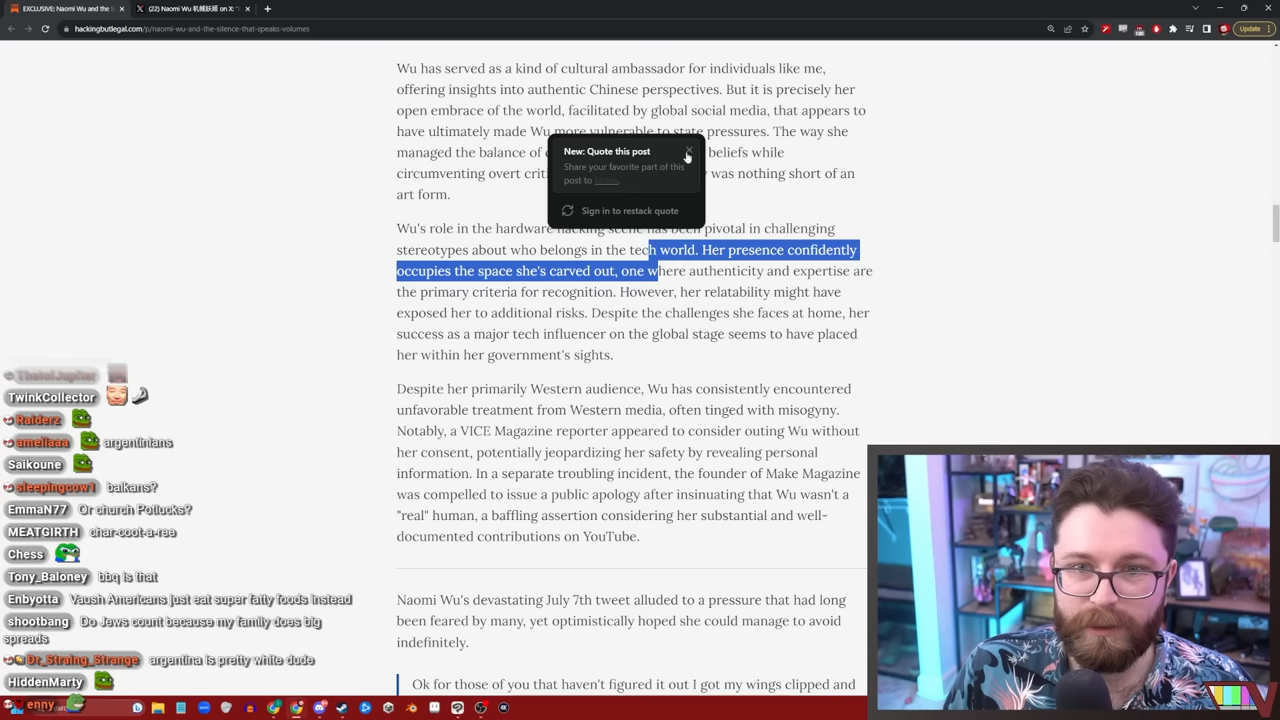 EXCLUSIVE: Naomi Wu and the S
(22) Naomi Wu 机械妖姬 on X: "
hackingbutlegal.com/p/naomi-wu-and-the-silence-that-speaks-volumes
Update
Wu has served as a kind of cultural ambassador for individuals like me,
offering insights into authentic Chinese perspectives. But it is precisely her
open embrace of the world, facilitated by global social media, that appears to
have ultimately made Wu more vulnerable to state pressures. The way she
managed the balance of beliefs while
circumventing overt was nothing short of an
art form.
New: Quote this post
Share your favorite part of this
post to Notes.
Sign in to restack quote
Wu's role in the hardware hacking scene has been pivotal in challenging
stereotypes about who belongs in the tech world. Her presence confidently
occupies the space she's carved out, one where authenticity and expertise are
the primary criteria for recognition. However, her relatability might have
exposed her to additional risks. Despite the challenges she faces at home, her
success as a major tech influencer on the global stage seems to have placed
her within her government's sights.
Despite her primarily Western audience, Wu has consistently encountered
unfavorable treatment from Western media, often tinged with misogyny.
Notably, a VICE Magazine reporter appeared to consider outing Wu without
her consent, potentially jeopardizing her safety by revealing personal
information. In a separate troubling incident, the founder of Make Magazine
was compelled to issue a public apology after insinuating that Wu wasn't a
"real" human, a baffling assertion considering her substantial and well-
documented contributions on YouTube.
Naomi Wu's devastating July 7th tweet alluded to a pressure that had long
been feared by many, yet optimistically hoped she could manage to avoid
indefinitely.
Ok for those of you that haven't figured it out I got my wings clipped and
TwinkCollector
Raiderz
ameliaaa argentinians
Saikoune
sleepingcow1 balkans?
EmmaN77 Or church Pollucks?
MEATGIRTH char-coot-a-ree
Chess
Tony_Baloney bbq is that
Enbyotta Vaush Americans just eat super fatty foods instead
shootbang Do Jews count because my family does big
spreads
Dr_Straing_Strange argentina is pretty white dude
HiddenMarty
enny